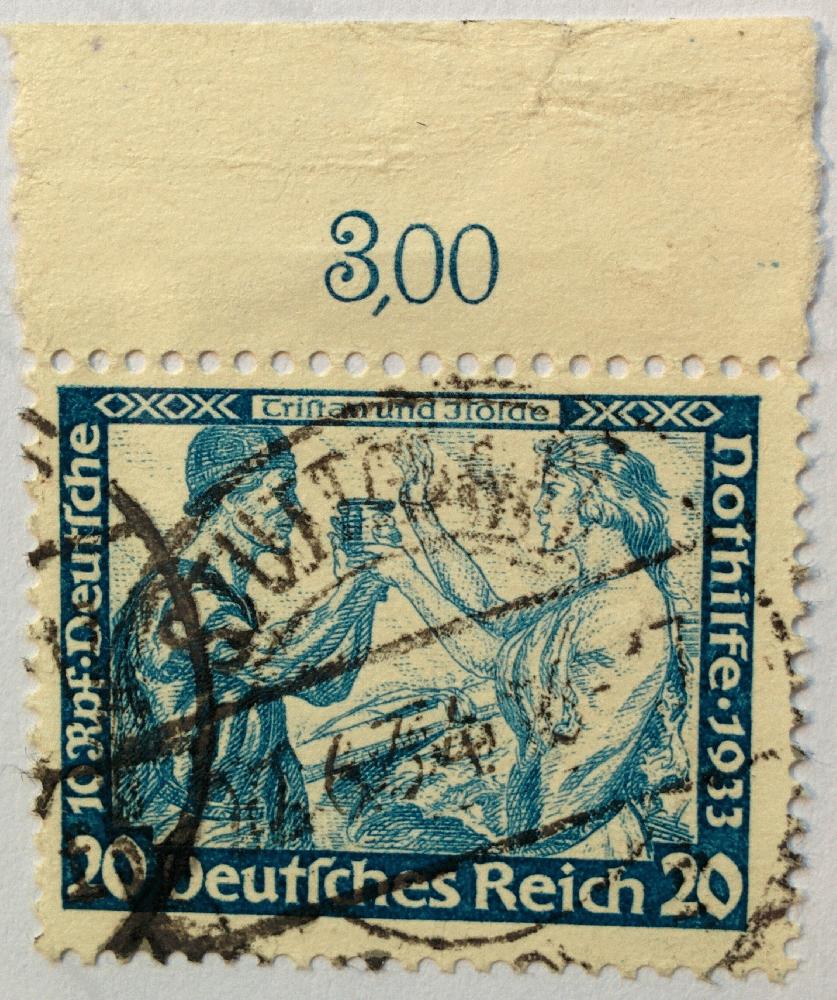 3,00
Tristan und Isolde
10 Rpf·Deutſche
Nothilfe·1933
20 Deutſches Reich 20